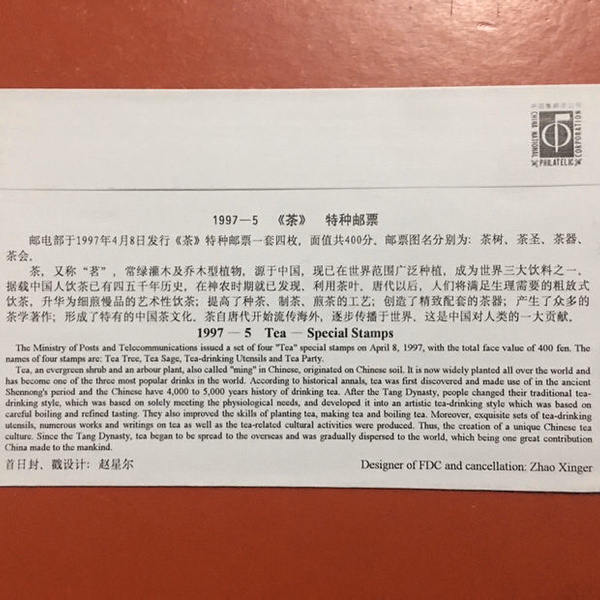 中国集邮总公司
CHINA NATIONAL
PHILATELIC
CORPORATION
1997—5 《茶》 特种邮票
邮电部于1997年4月8日发行《茶》特种邮票一套四枚，面值共400分。邮票图名分别为：茶树、茶圣、茶器、
茶会。
茶，又称“茗”，常绿灌木及乔木型植物，源于中国，现已在世界范围广泛种植，成为世界三大饮料之一。
据载中国人饮茶已有四五千年历史，在神农时期就已发现、利用茶叶。唐代以后，人们将满足生理需要的粗放式
饮茶，升华为细煎慢品的艺术性饮茶；提高了种茶、制茶、煎茶的工艺；创造了精致配套的茶器；产生了众多的
茶学著作；形成了特有的中国茶文化。茶自唐代开始流传海外，逐步传播于世界。这是中国对人类的一大贡献。
1997 — 5 Tea — Special Stamps
The Ministry of Posts and Telecommunications issued a set of four "Tea" special stamps on April 8, 1997, with the total face value of 400 fen. The
names of four stamps are: Tea Tree, Tea Sage, Tea-drinking Utensils and Tea Party.
Tea, an evergreen shrub and an arbour plant, also called "ming" in Chinese, originated on Chinese soil. It is now widely planted all over the world and
has become one of the three most popular drinks in the world. According to historical annals, tea was first discovered and made use of in the ancient
Shennong's period and the Chinese have 4,000 to 5,000 years history of drinking tea. After the Tang Dynasty, people changed their traditional tea-
drinking style, which was based on solely meeting the physiological needs, and developed it into an artistic tea-drinking style which was based on
careful boiling and refined tasting. They also improved the skills of planting tea, making tea and boiling tea. Moreover, exquisite sets of tea-drinking
utensils, numerous works and writings on tea as well as the tea-related cultural activities were produced. Thus, the creation of a unique Chinese tea
culture. Since the Tang Dynasty, tea began to be spread to the overseas and was gradually dispersed to the world, which being one great contribution
China made to the mankind.
首日封、戳设计：赵星尔 Designer of FDC and cancellation: Zhao Xinger